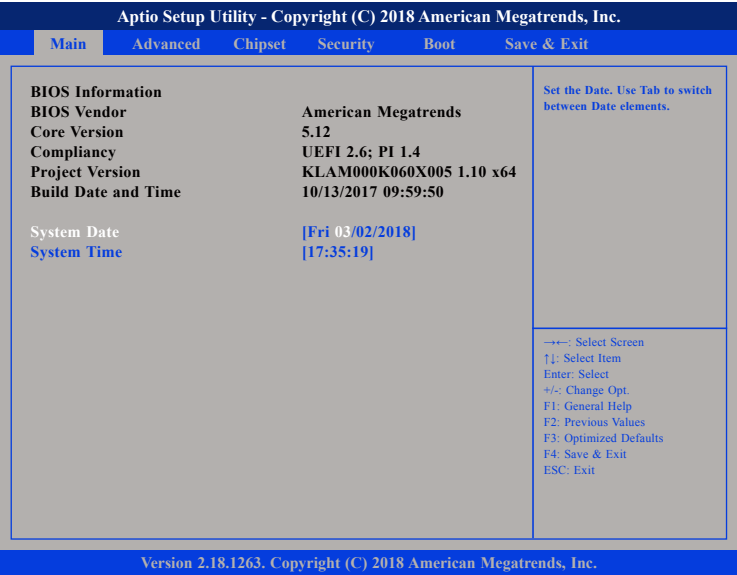 Aptio Setup Utility - Copyright (C) 2018 American Megatrends, Inc.
Main Advanced Chipset Security Boot Save & Exit
BIOS Information
BIOS Vendor American Megatrends
Core Version 5.12
Compliancy UEFI 2.6; PI 1.4
Project Version KLAM000K060X005 1.10 x64
Build Date and Time 10/13/2017 09:59:50
System Date [Fri 03/02/2018]
System Time [17:35:19]
Set the Date. Use Tab to switch
between Date elements.
→←: Select Screen
↑↓: Select Item
Enter: Select
+/-: Change Opt.
F1: General Help
F2: Previous Values
F3: Optimized Defaults
F4: Save & Exit
ESC: Exit
Version 2.18.1263. Copyright (C) 2018 American Megatrends, Inc.